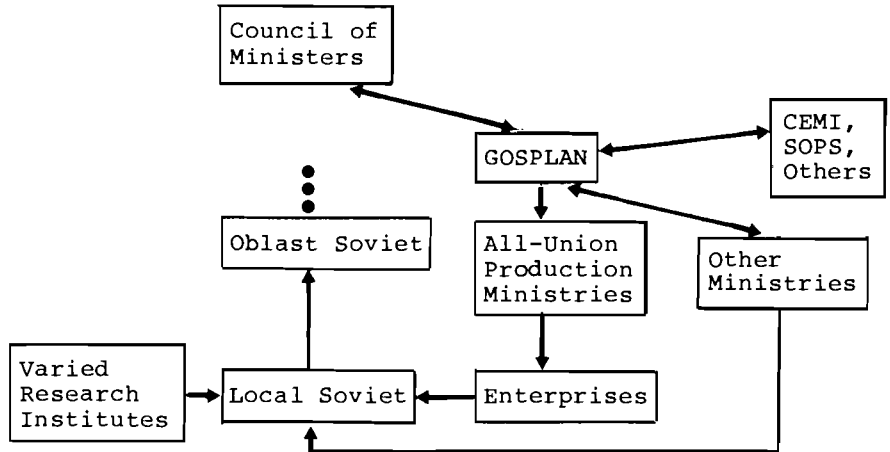 Council of
Ministers
CEMI,
SOPS,
Others
GOSPLAN
Oblast Soviet
All-Union
Production
Ministries
Other
Ministries
Varied
Research
Institutes
Local Soviet
Enterprises